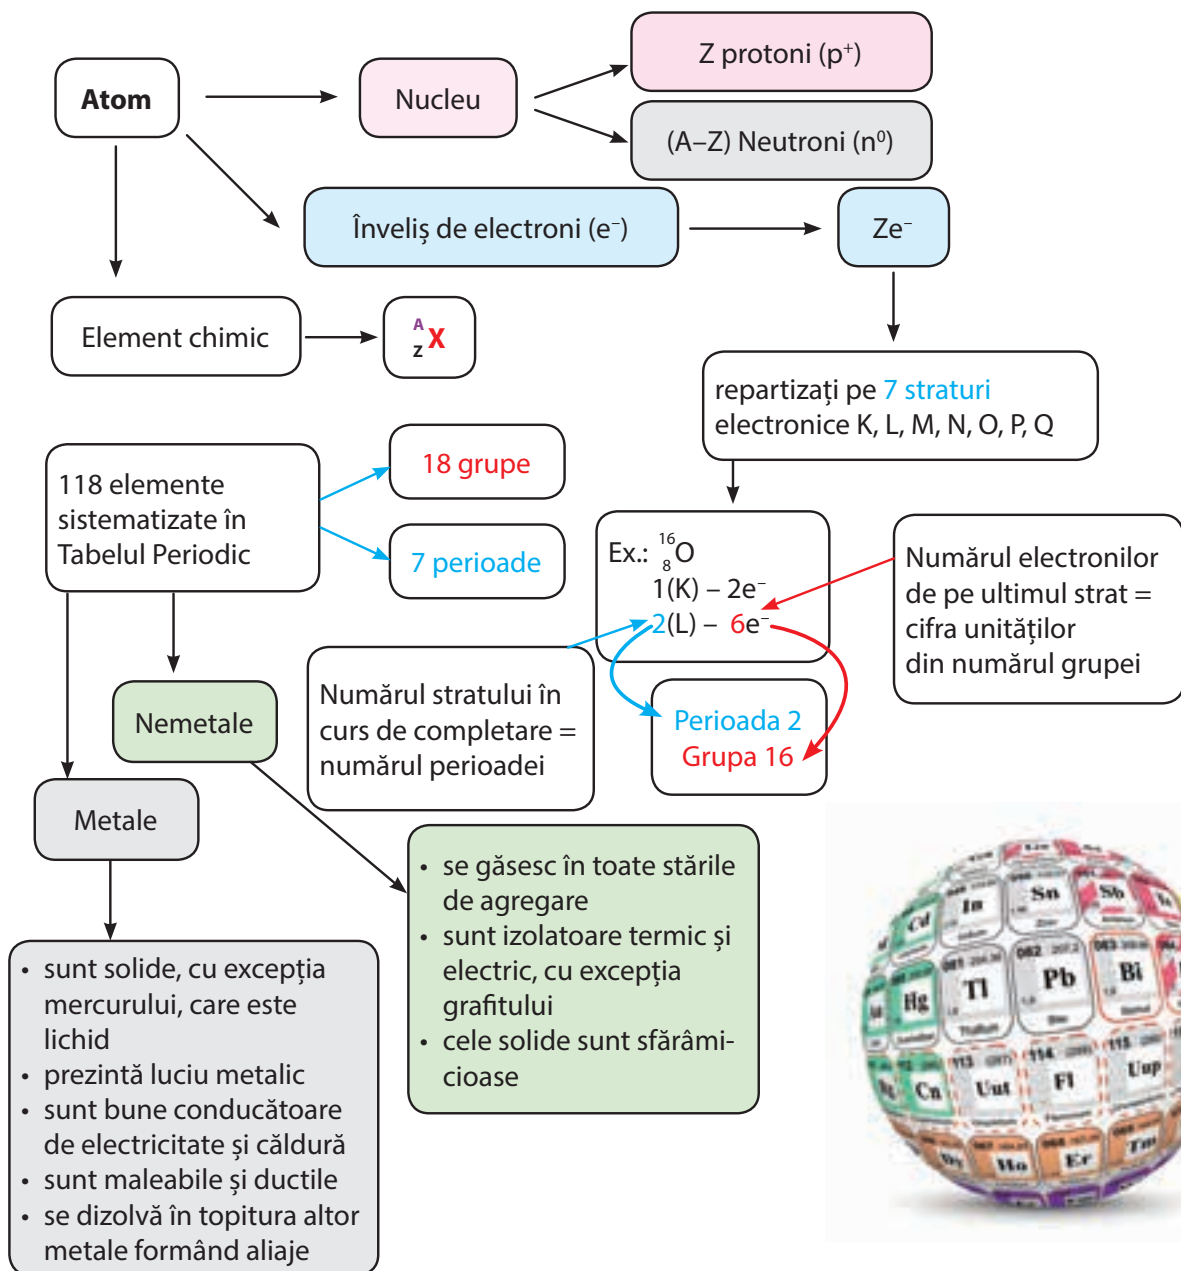 Atom
Nucleu
Z protoni (p⁺)
(A–Z) Neutroni (n⁰)
Înveliș de electroni (e⁻)
Ze⁻
Element chimic
A
Z X
repartizați pe 7 straturi
electronice K, L, M, N, O, P, Q
118 elemente
sistematizate în
Tabelul Periodic
18 grupe
7 perioade
Ex.: ¹⁶₈O
1(K) – 2e⁻
2(L) – 6e⁻
Numărul electronilor
de pe ultimul strat =
cifra unităților
din numărul grupei
Numărul stratului în
curs de completare =
numărul perioadei
Perioada 2
Grupa 16
Nemetale
Metale
• se găsesc în toate stările
de agregare
• sunt izolatoare termic și
electric, cu excepția
grafitului
• cele solide sunt sfărâmi-
cioase
• sunt solide, cu excepția
mercurului, care este
lichid
• prezintă luciu metalic
• sunt bune conducătoare
de electricitate și căldură
• sunt maleabile și ductile
• se dizolvă în topitura altor
metale formând aliaje
Cd In Sn Sb
Hg Tl Pb Bi
Cn Uut Fl Uup
Ho Er Tm